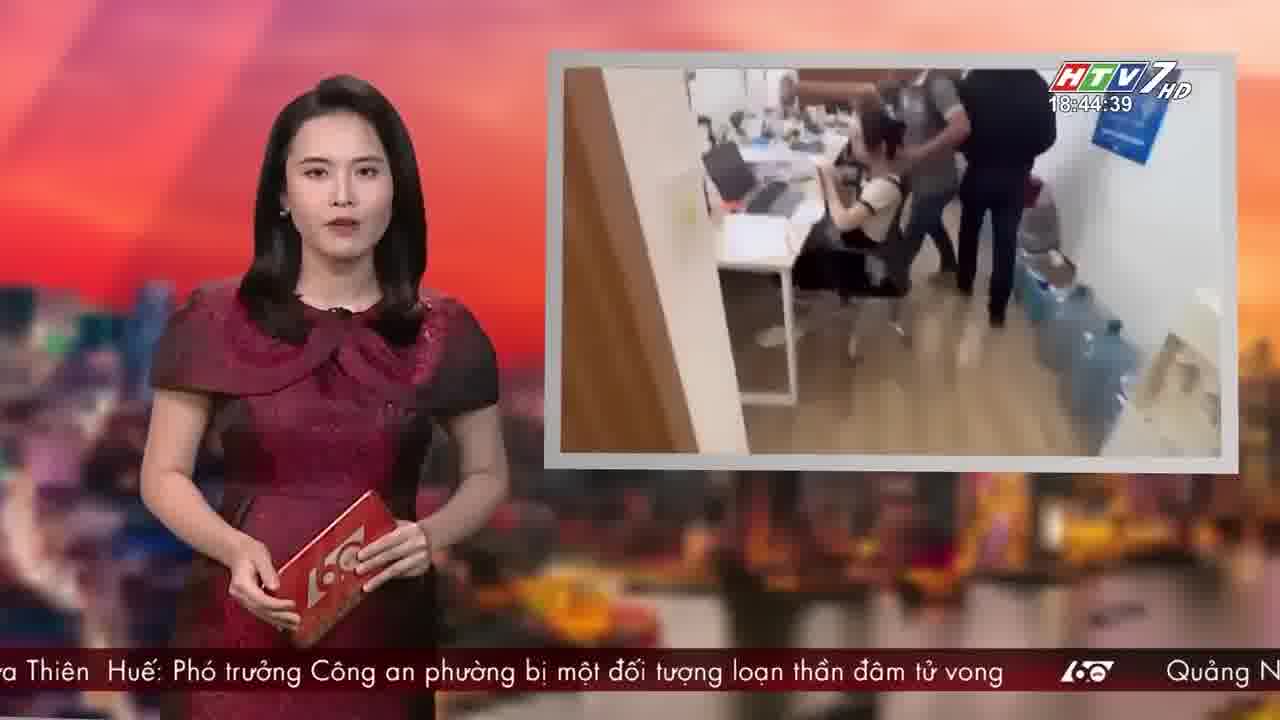 HTV7
HD
18:44:39
Thiên Huế: Phó trưởng Công an phường bị một đối tượng loạn thần đâm tử vong
60
Quảng N